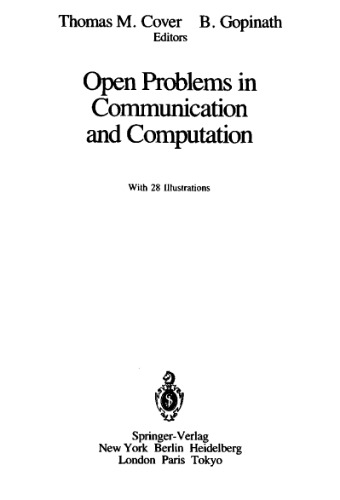 Thomas M. Cover B. Gopinath
Editors
Open Problems in
Communication
and Computation
With 28 Illustrations
Springer-Verlag
New York Berlin Heidelberg
London Paris Tokyo